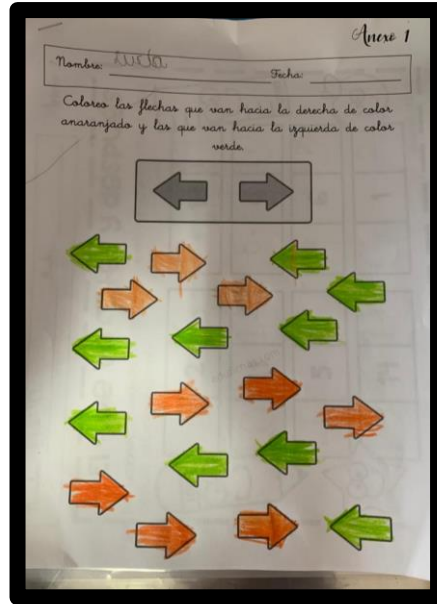 Anexo 1
Nombre: Lucía
Fecha:
Coloreo las flechas que van hacia la derecha de color
anaranjado y las que van hacia la izquierda de color
verde.